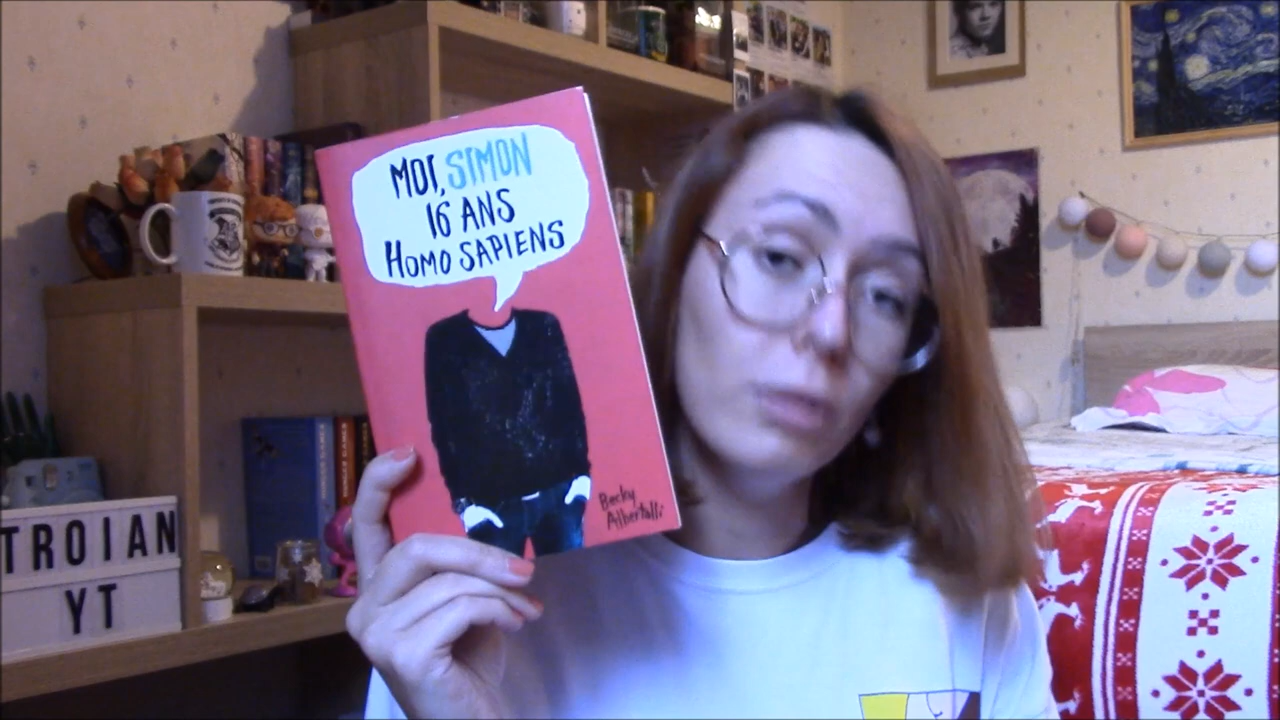 MOI, SIMON
16 ANS
HOMO SAPIENS
Becky
Albertalli
TROIAN
YT